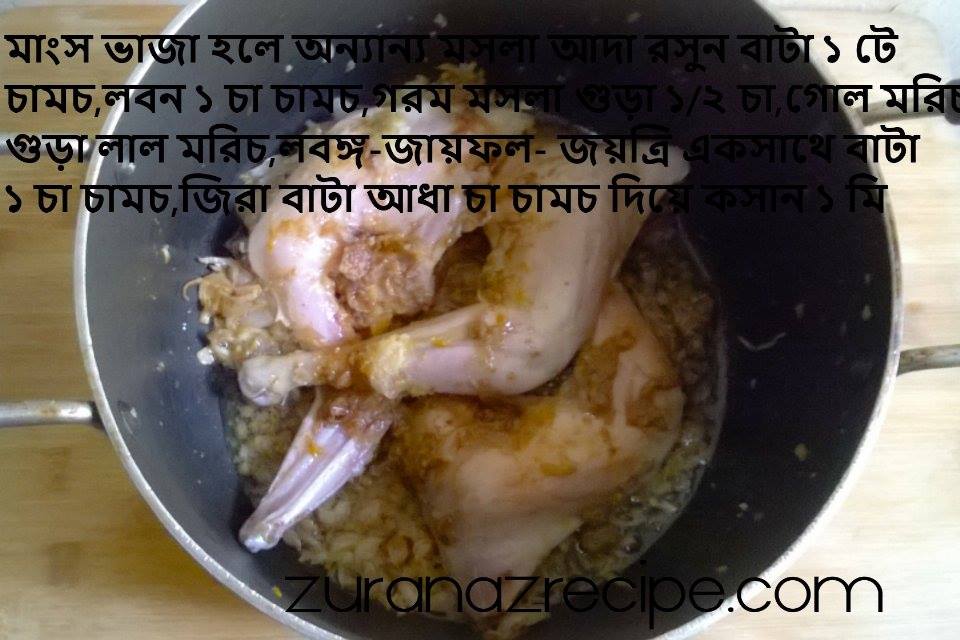 মাংস ভাজা হলে অন্যান্য মসলা আদা রসুন বাটা ১ টে
চামচ,লবন ১ চা চামচ,গরম মসলা গুড়া ১/২ চা,গোল মরিচ
গুড়া লাল মরিচ,লবঙ্গ-জায়ফল- জয়ত্রি একসাথে বাটা
১ চা চামচ,জিরা বাটা আধা চা চামচ দিয়ে কসান ১ মি
zuranazrecipe.com